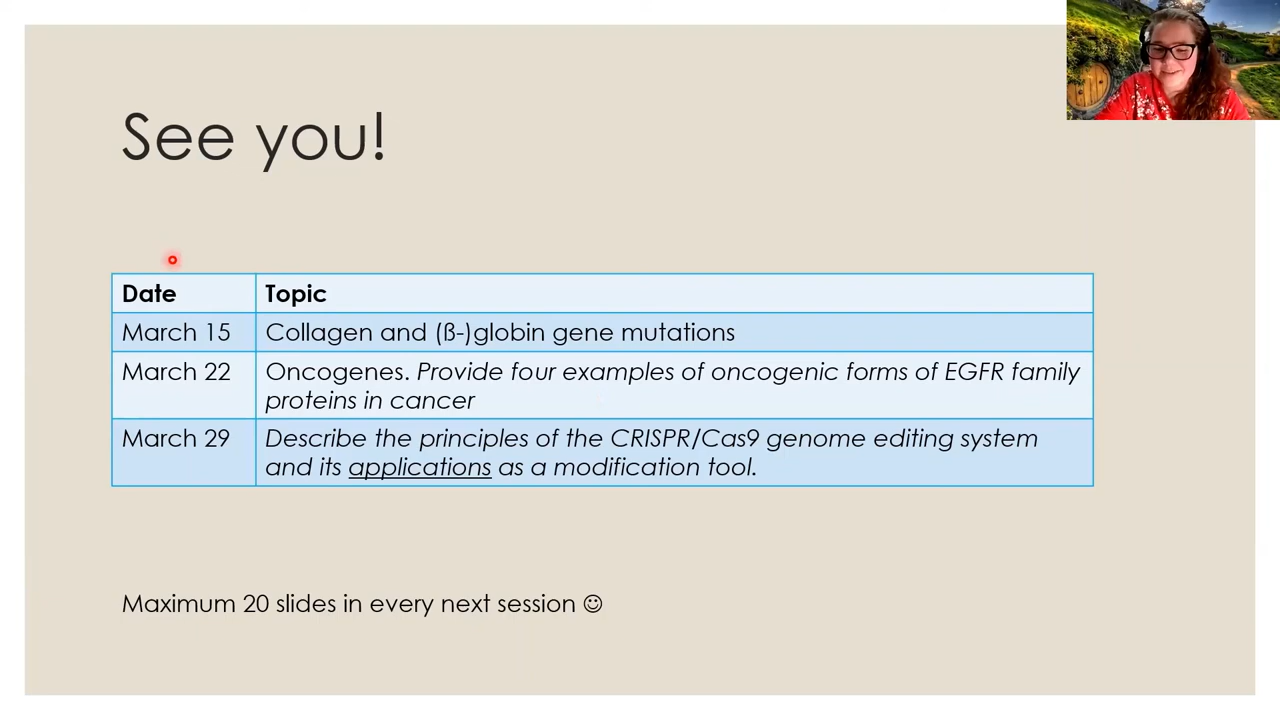 See you!
Date Topic
March 15 Collagen and (ß-)globin gene mutations
March 22 Oncogenes. Provide four examples of oncogenic forms of EGFR family
proteins in cancer
March 29 Describe the principles of the CRISPR/Cas9 genome editing system
and its applications as a modification tool.
Maximum 20 slides in every next session ☺